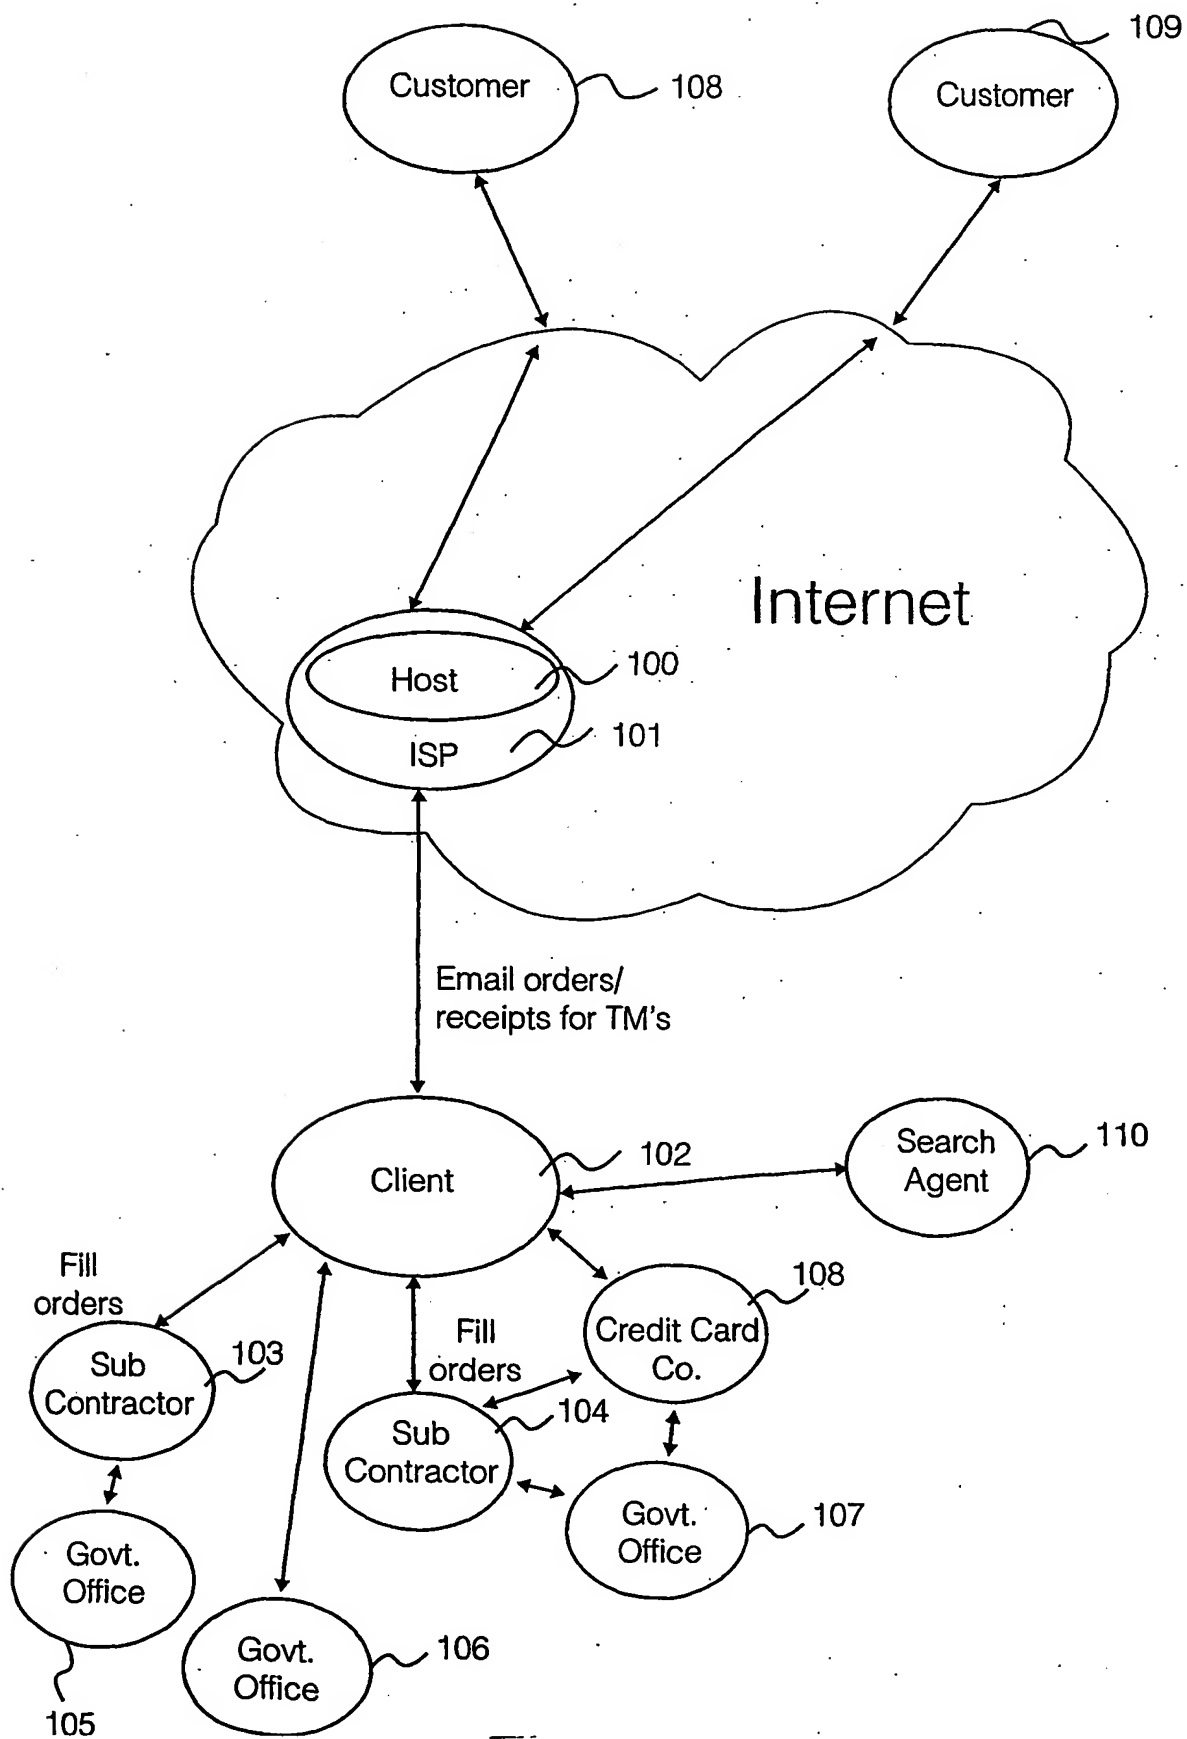 109
Customer
108
Customer
Internet
Host
100
ISP
101
Email orders/
receipts for TM's
Client
102
Search
Agent
110
Fill
orders
Sub
Contractor
103
Fill
orders
Credit Card
Co.
108
Sub
Contractor
104
Govt.
Office
105
Govt.
Office
106
Govt.
Office
107